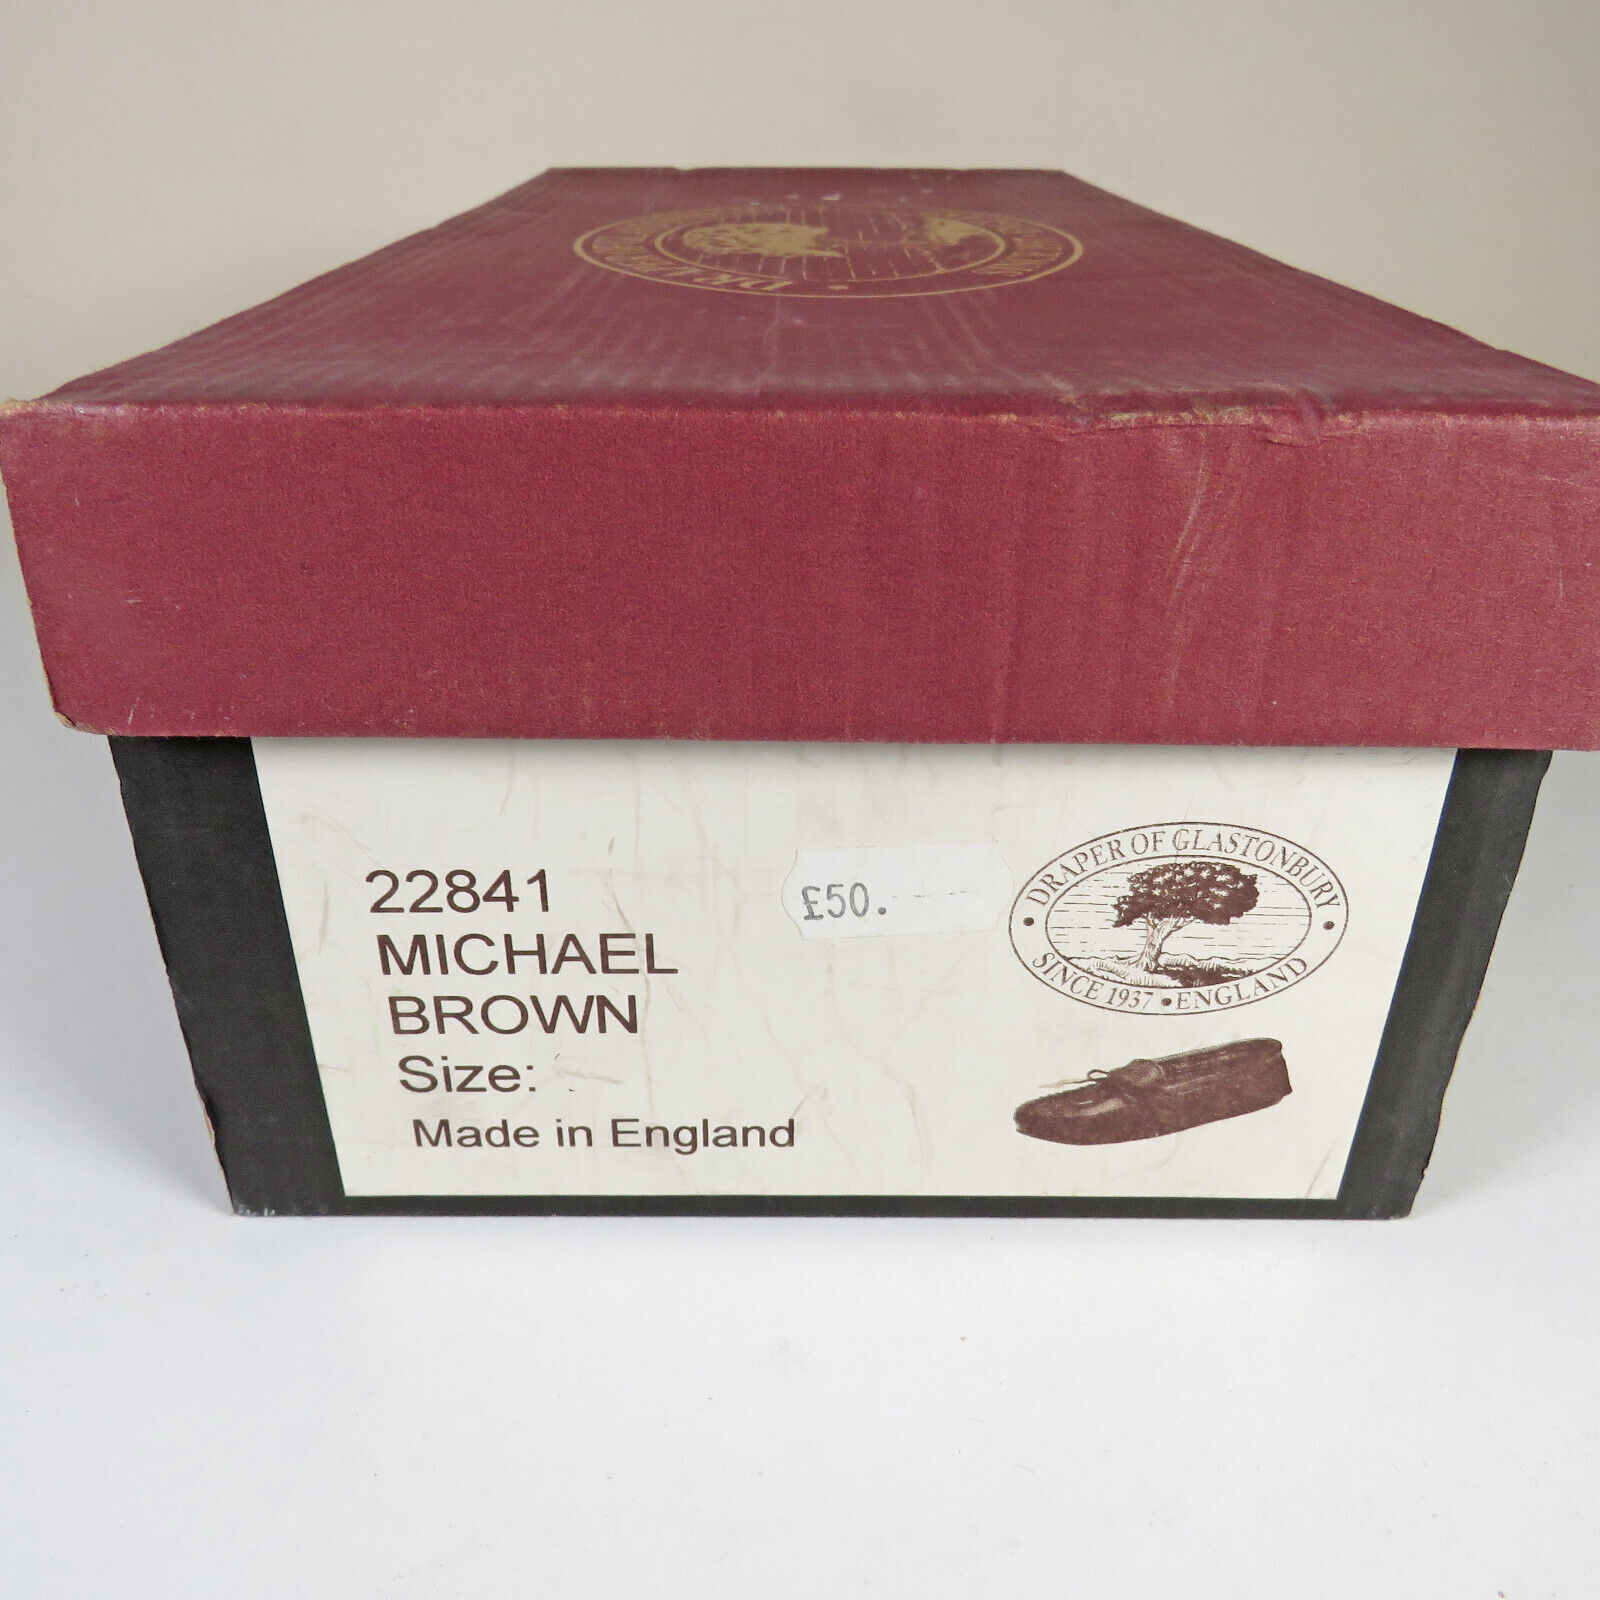 22841
MICHAEL
BROWN
Size:
Made in England
£50.
DRAPER OF GLASTONBURY
• SINCE 1937 • ENGLAND •